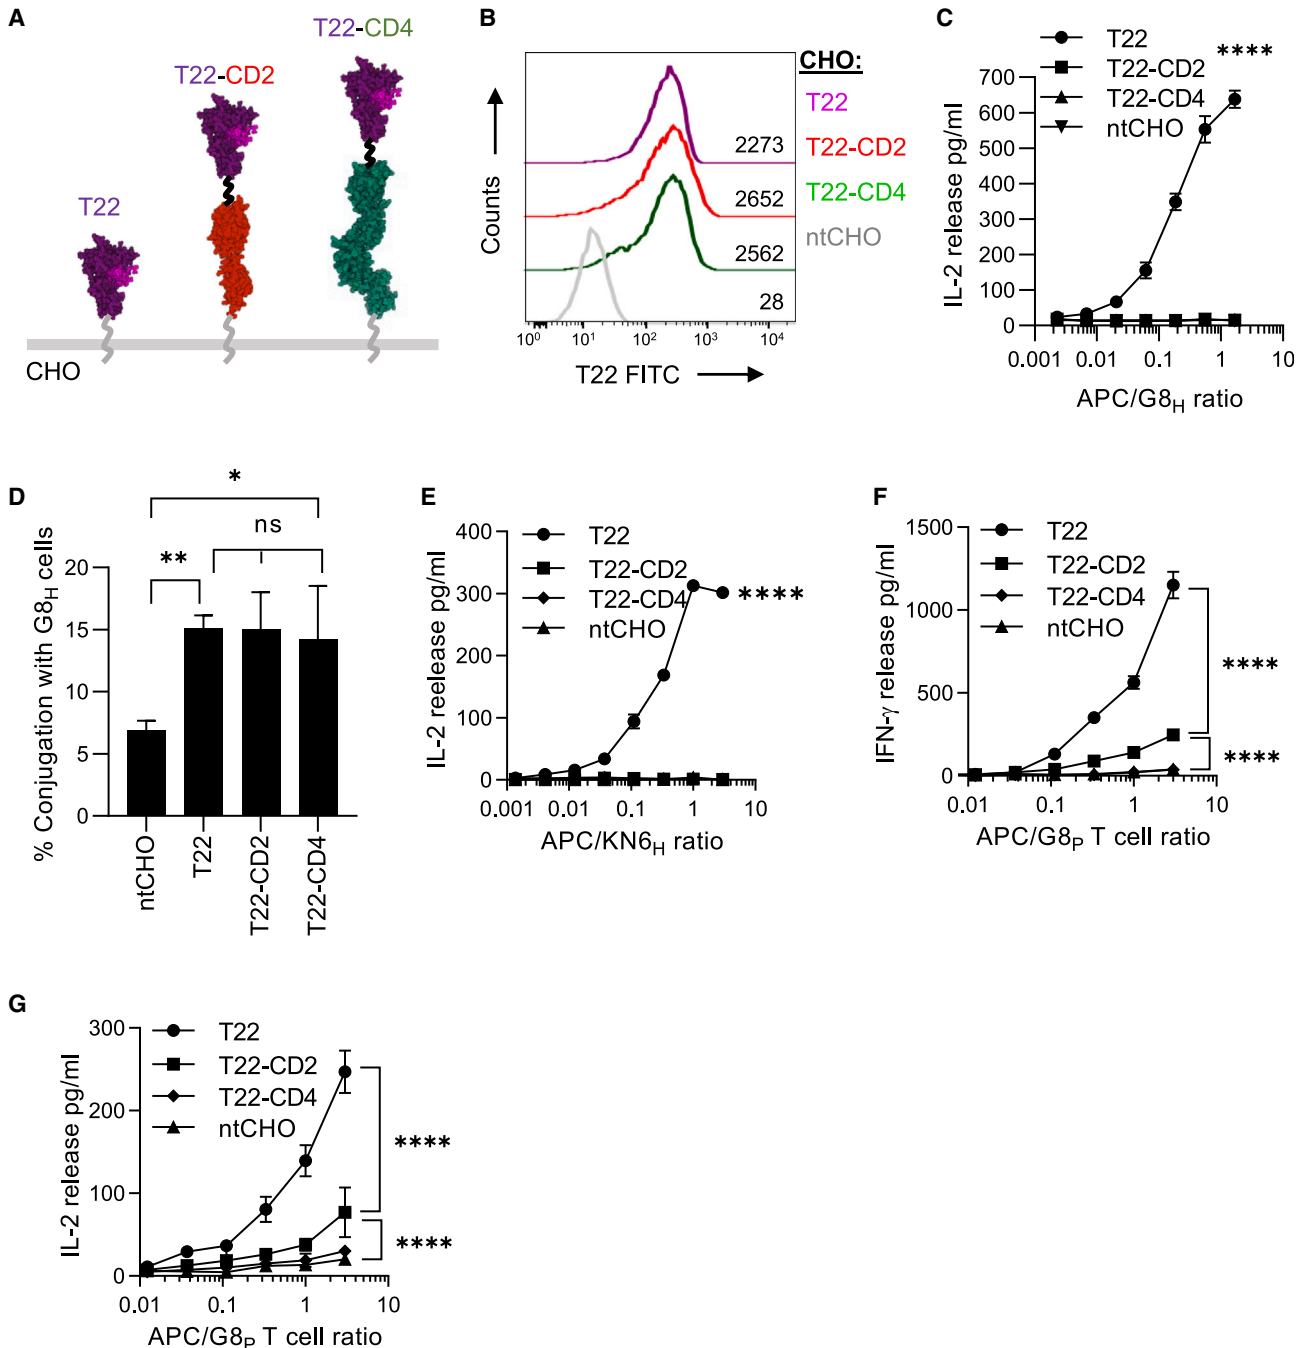 A
T22-CD4
T22-CD2
T22
CHO
B
Counts
2273
2652
2562
28
10⁰ 10¹ 10² 10³ 10⁴
T22 FITC
CHO:
T22
T22-CD2
T22-CD4
ntCHO
C
T22
T22-CD2
T22-CD4
ntCHO
****
IL-2 release pg/ml
700
600
500
400
300
200
100
0
0.001 0.01 0.1 1 10
APC/G8H ratio
D
% Conjugation with G8H cells
20
15
10
5
0
*
ns
**
ntCHO
T22
T22-CD2
T22-CD4
E
T22
T22-CD2
T22-CD4
ntCHO
****
IL-2 reelease pg/ml
400
300
200
100
0
0.001 0.01 0.1 1 10
APC/KN6H ratio
F
T22
T22-CD2
T22-CD4
ntCHO
****
****
IFN-γ release pg/ml
1500
1000
500
0
0.01 0.1 1 10
APC/G8P T cell ratio
G
T22
T22-CD2
T22-CD4
ntCHO
****
****
IL-2 release pg/ml
300
200
100
0
0.01 0.1 1 10
APC/G8P T cell ratio